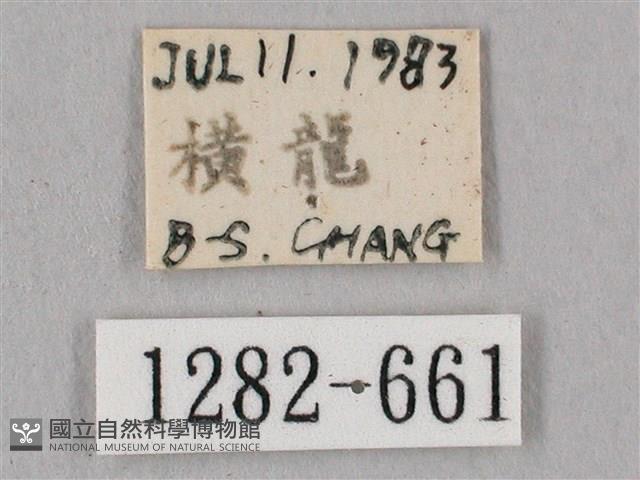 JUL 11. 1983
橫龍
B-S. CHANG
1282-661
國立自然科學博物館
NATIONAL MUSEUM OF NATURAL SCIENCE